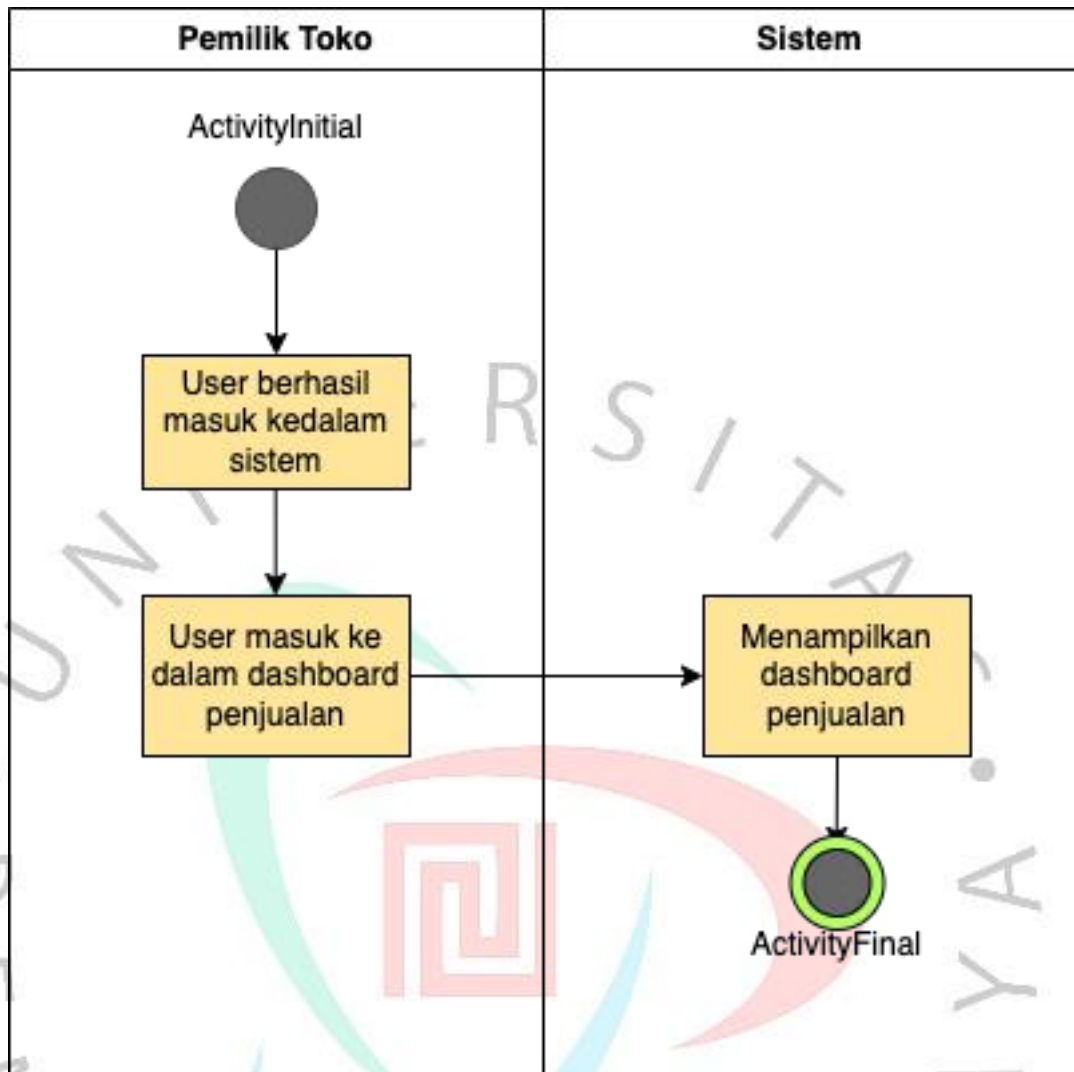 Pemilik Toko
Sistem
ActivityInitial
User berhasil
masuk kedalam
sistem
User masuk ke
dalam dashboard
penjualan
Menampilkan
dashboard
penjualan
ActivityFinal